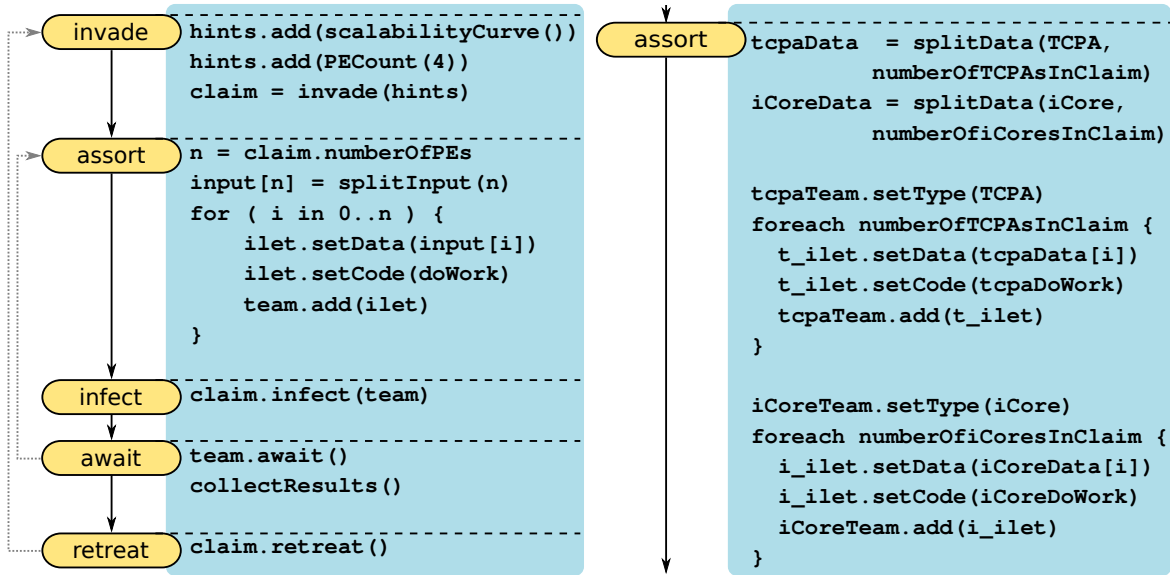 invade
hints.add(scalabilityCurve())
hints.add(PECount(4))
claim = invade(hints)
assort
n = claim.numberOfPEs
input[n] = splitInput(n)
for ( i in 0..n ) {
    ilet.setData(input[i])
    ilet.setCode(doWork)
    team.add(ilet)
}
infect
claim.infect(team)
await
team.await()
collectResults()
retreat
claim.retreat()
assort
tcpaData  = splitData(TCPA,
         numberOfTCPAsInClaim)
iCoreData = splitData(iCore,
         numberOfiCoresInClaim)
tcpaTeam.setType(TCPA)
foreach numberOfTCPAsInClaim {
  t_ilet.setData(tcpaData[i])
  t_ilet.setCode(tcpaDoWork)
  tcpaTeam.add(t_ilet)
}
iCoreTeam.setType(iCore)
foreach numberOfiCoresInClaim {
  i_ilet.setData(iCoreData[i])
  i_ilet.setCode(iCoreDoWork)
  iCoreTeam.add(i_ilet)
}